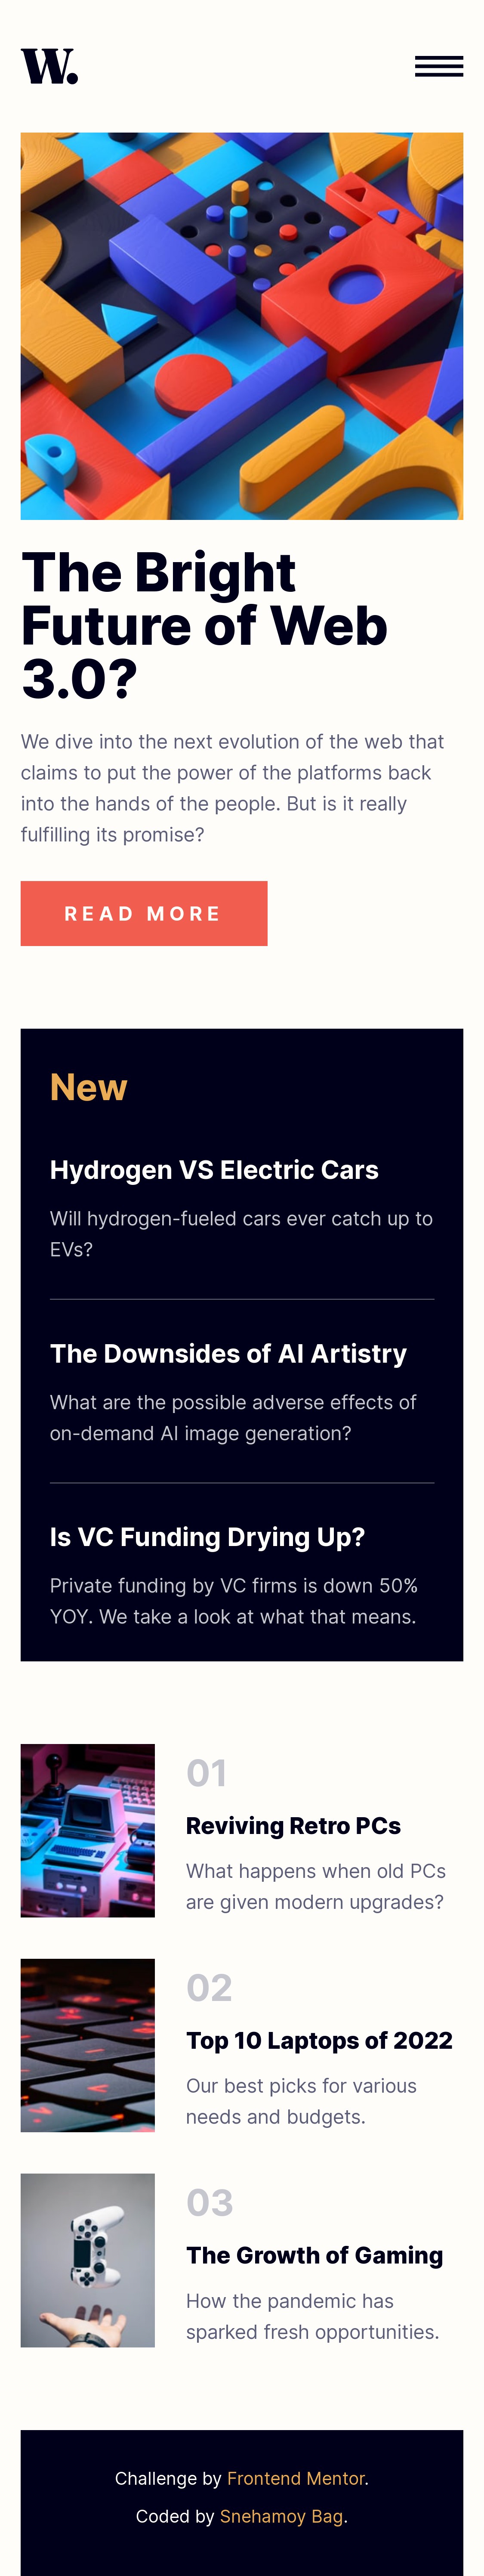 W.
The Bright
Future of Web
3.0?
We dive into the next evolution of the web that
claims to put the power of the platforms back
into the hands of the people. But is it really
fulfilling its promise?
READ MORE
New
Hydrogen VS Electric Cars
Will hydrogen-fueled cars ever catch up to
EVs?
The Downsides of AI Artistry
What are the possible adverse effects of
on-demand AI image generation?
Is VC Funding Drying Up?
Private funding by VC firms is down 50%
YOY. We take a look at what that means.
01
Reviving Retro PCs
What happens when old PCs
are given modern upgrades?
02
Top 10 Laptops of 2022
Our best picks for various
needs and budgets.
03
The Growth of Gaming
How the pandemic has
sparked fresh opportunities.
Challenge by Frontend Mentor.
Coded by Snehamoy Bag.